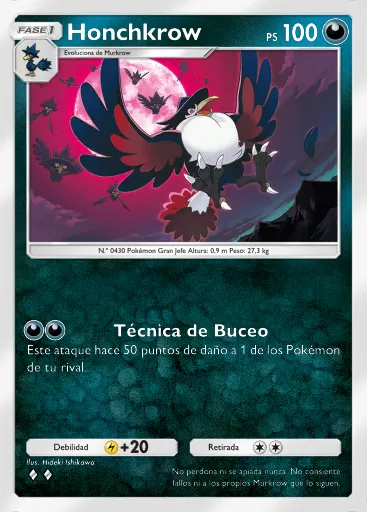 FASE 1
Honchkrow
PS 100
Evoluciona de Murkrow
N.º 0430 Pokémon Gran Jefe Altura: 0,9 m Peso: 27,3 kg
Técnica de Buceo
Este ataque hace 50 puntos de daño a 1 de los Pokémon
de tu rival.
Debilidad +20 Retirada
Ilus. Hideki Ishikawa
No perdona ni se apiada nunca. No consiente
fallos ni a los propios Murkrow que lo siguen.